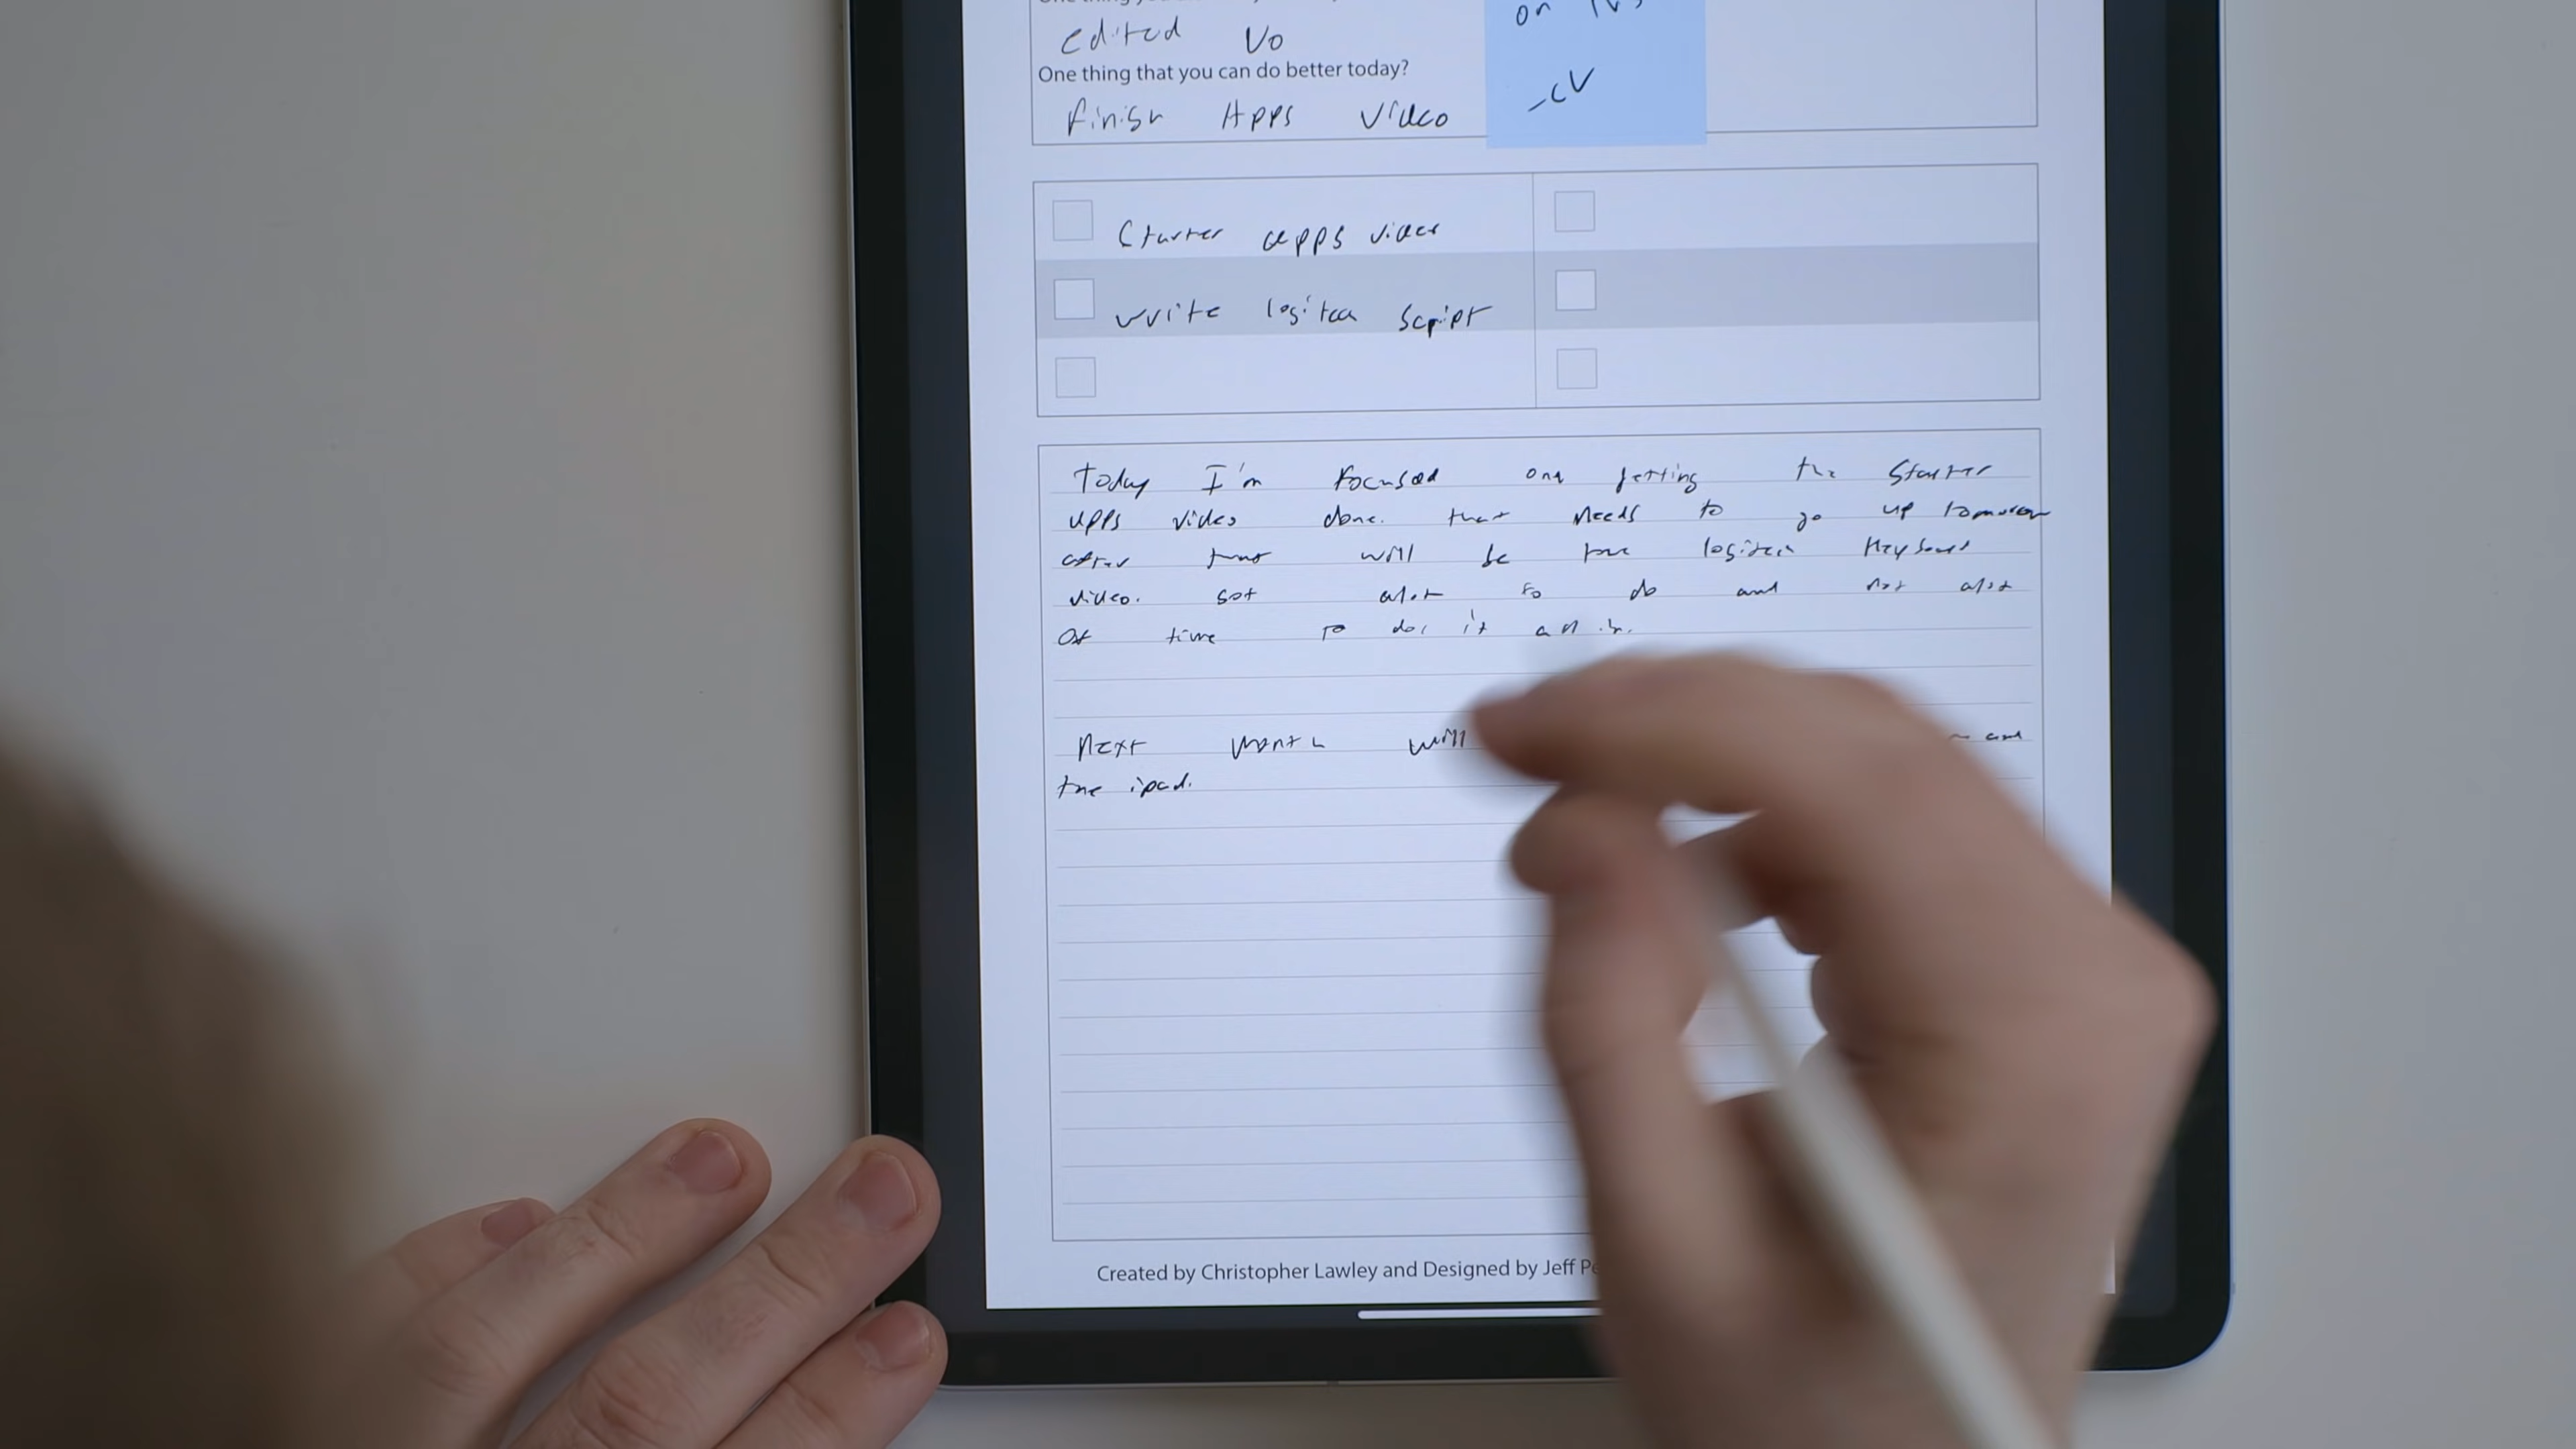 edited Vo
One thing that you can do better today?
finish Apps Video
on
Starter apps video
write logitech script
Today I'm focused on getting the Starter
apps video done. that needs to go up tomorrow
after that will be the logitech Keyboard
video. Got alot to do and not alot
Of time to do it all in.
Next Month will and
the ipad.
Created by Christopher Lawley and Designed by Jeff